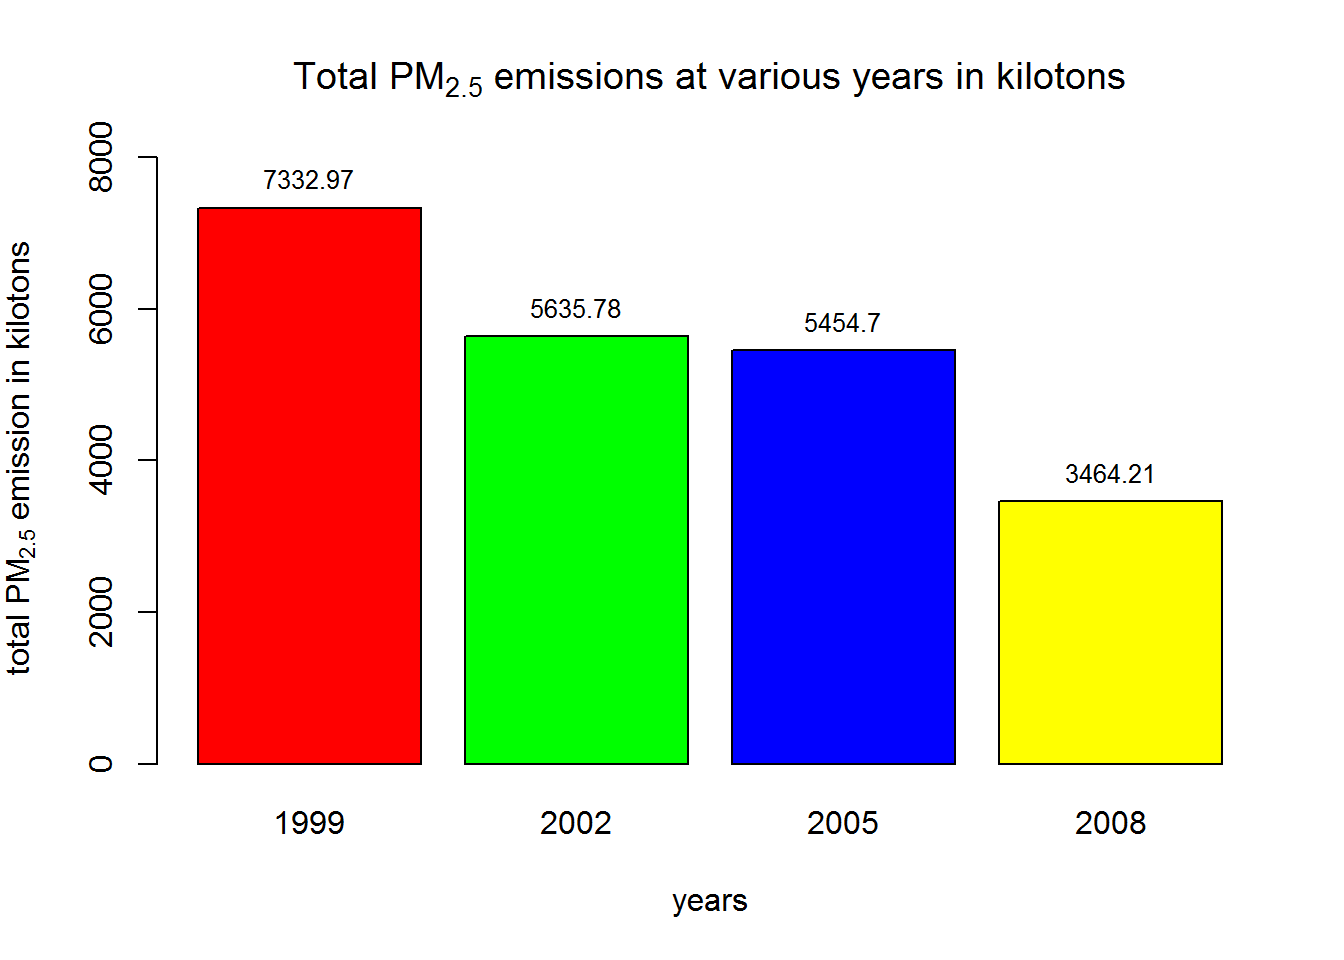 Total PM2.5 emissions at various years in kilotons
total PM2.5 emission in kilotons
8000
6000
4000
2000
0
7332.97
5635.78
5454.7
3464.21
1999 2002 2005 2008
years